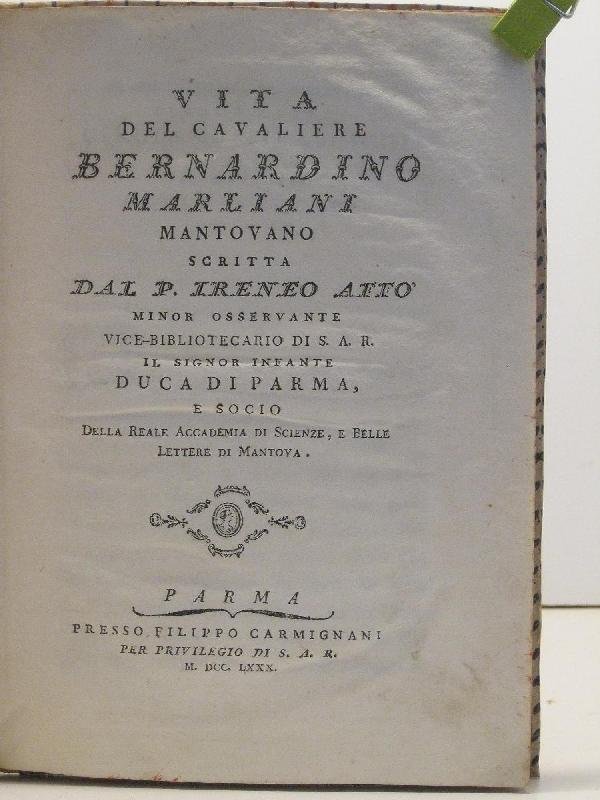 VITA
DEL CAVALIERE
BERNARDINO
MARLIANI
MANTOVANO
SCRITTA
DAL P. IRENEO AFFO'
MINOR OSSERVANTE
VICE-BIBLIOTECARIO DI S. A. R.
IL SIGNOR INFANTE
DUCA DI PARMA,
E SOCIO
DELLA REALE ACCADEMIA DI SCIENZE, E BELLE
LETTERE DI MANTOVA.
PARMA
PRESSO FILIPPO CARMIGNANI
PER PRIVILEGIO DI S. A. R.
M. DCC. LXXX.